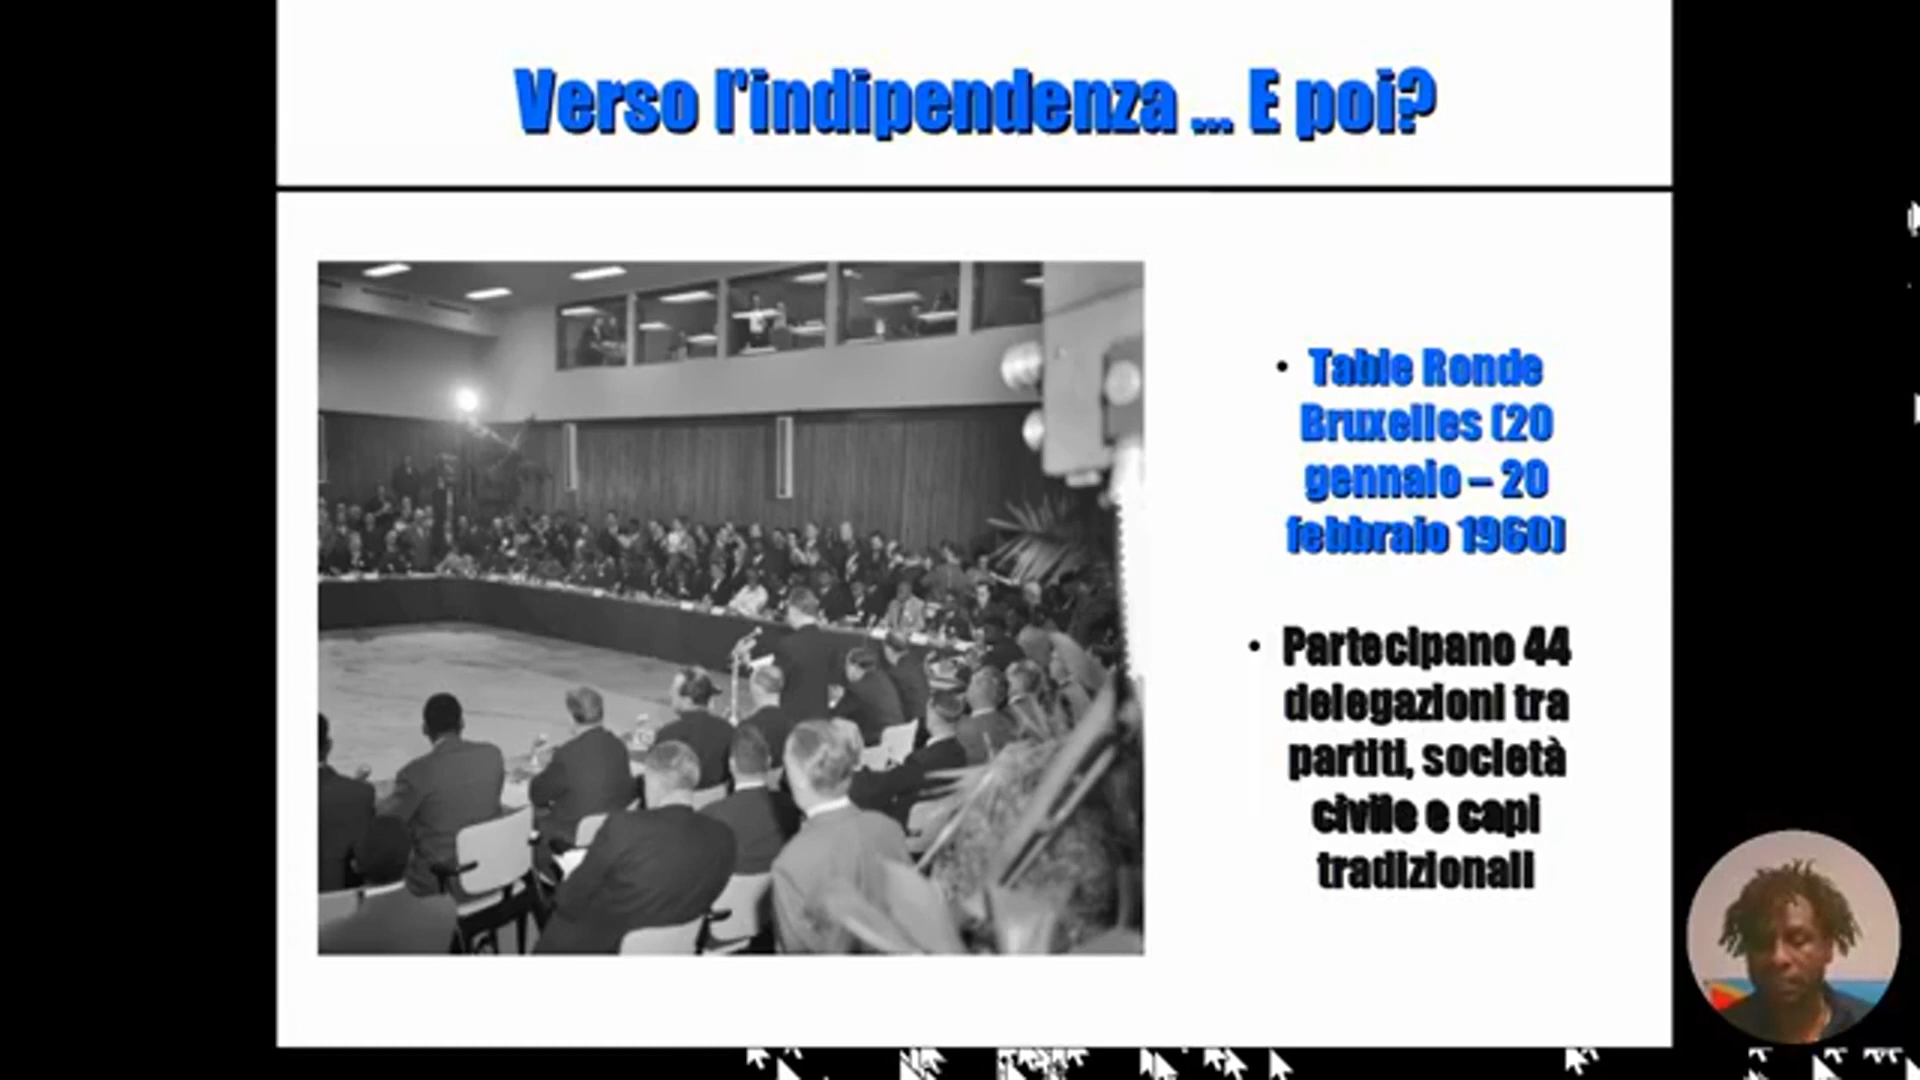 Verso l'indipendenza ... E poi?
• Table Ronde
Bruxelles (20
gennaio – 20
febbraio 1960)
• Partecipano 44
delegazioni tra
partiti, società
civile e capi
tradizionali